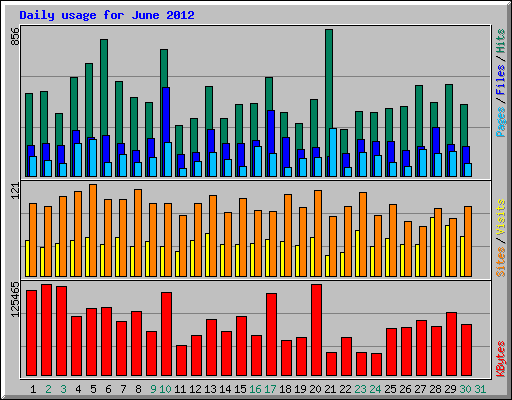 Daily usage for June 2012
856
Pages / Files / Hits
121
Sites / Visits
125465
KBytes
1 2 3 4 5 6 7 8 9 10 11 12 13 14 15 16 17 18 19 20 21 22 23 24 25 26 27 28 29 30 31